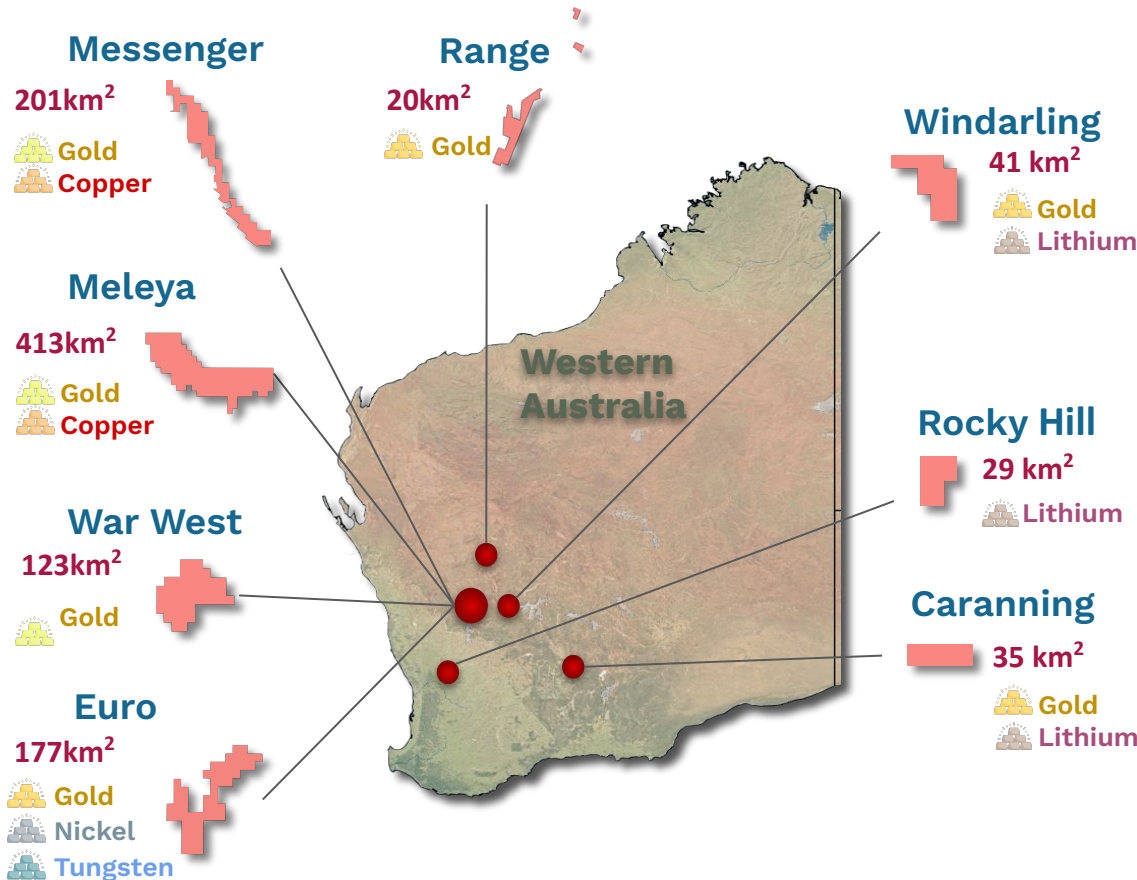 Messenger
201km²
Gold
Copper
Range
20km²
Gold
Windarling
41 km²
Gold
Lithium
Meleya
413km²
Gold
Copper
Western
Australia
Rocky Hill
29 km²
Lithium
War West
123km²
Gold
Caranning
35 km²
Gold
Lithium
Euro
177km²
Gold
Nickel
Tungsten